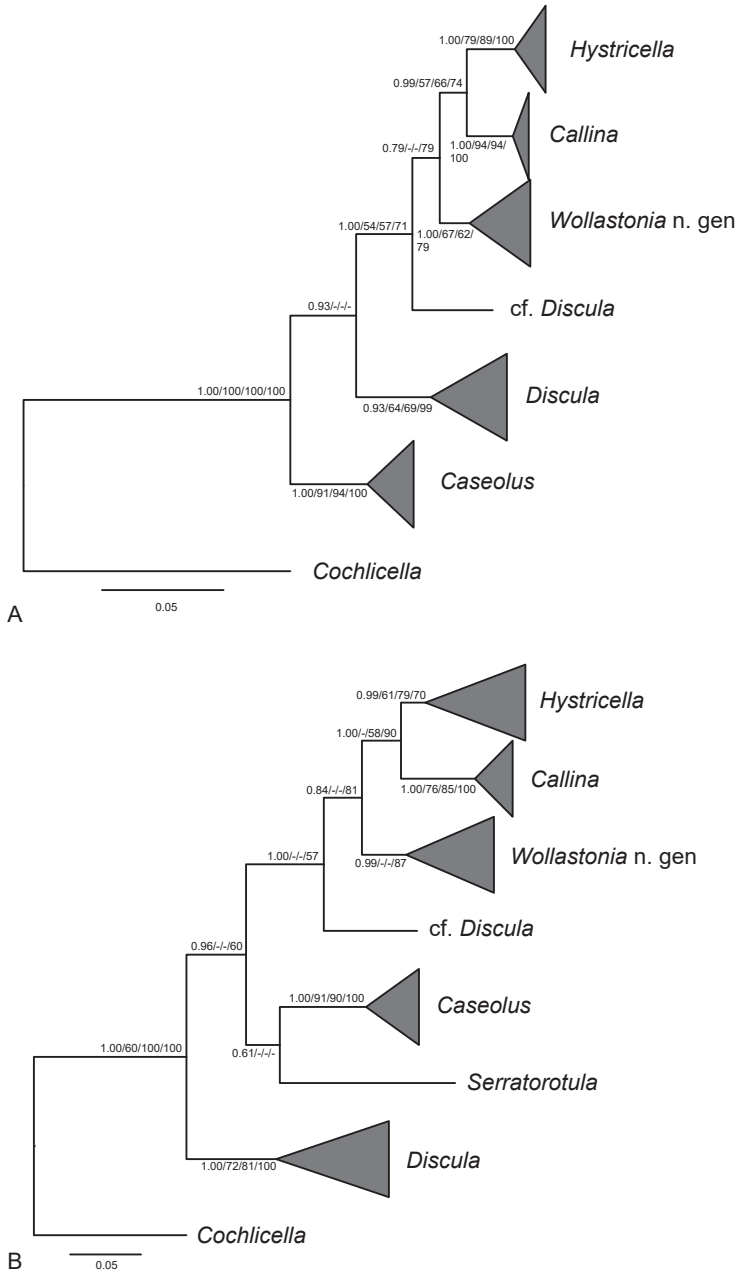 1.00/79/89/100
Hystricella
0.99/57/66/74
Callina
1.00/94/94/
100
0.79/-/-/79
Wollastonia n. gen
1.00/67/62/
79
1.00/54/57/71
cf. Discula
0.93/-/-/-
Discula
0.93/64/69/99
1.00/100/100/100
Caseolus
1.00/91/94/100
Cochlicella
0.05
A
0.99/61/79/70
Hystricella
1.00/-/58/90
Callina
1.00/76/85/100
0.84/-/-/81
Wollastonia n. gen
0.99/-/-/87
1.00/-/-/57
cf. Discula
0.96/-/-/60
1.00/91/90/100
Caseolus
0.61/-/-/-
Serratorotula
1.00/60/100/100
Discula
1.00/72/81/100
Cochlicella
0.05
B